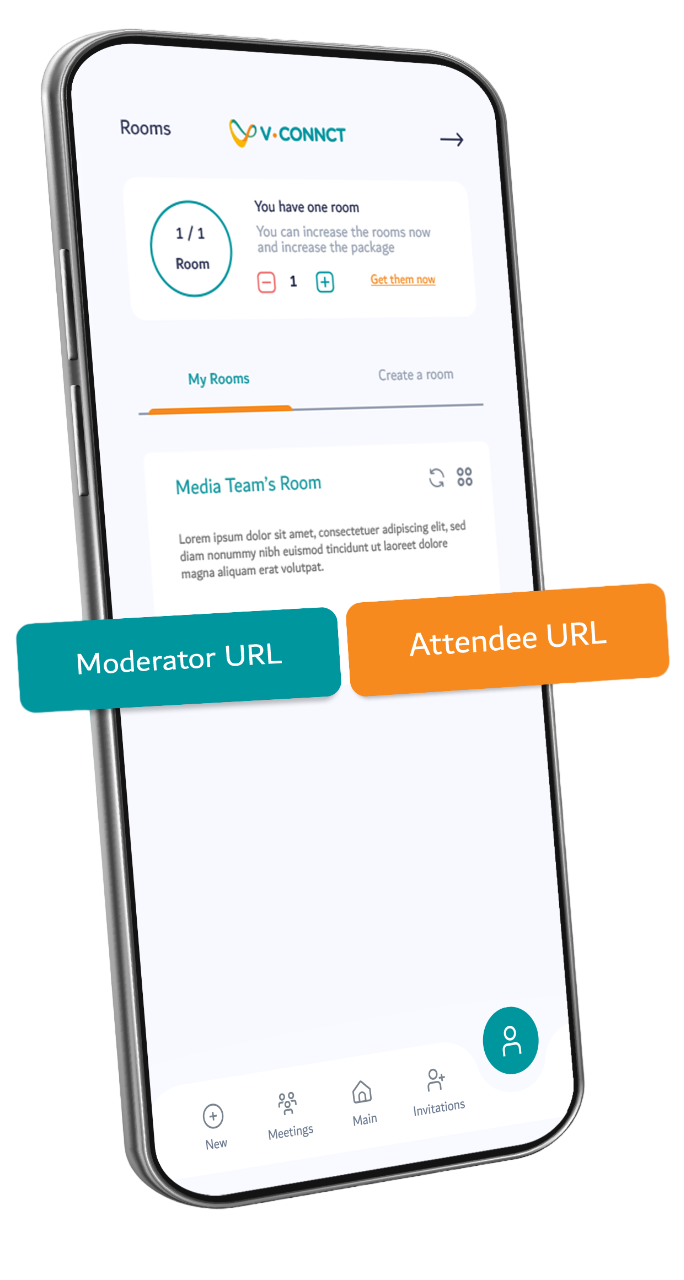 Rooms
V·CONNCT
1 / 1
Room
You have one room
You can increase the rooms now
and increase the package
1
Get them now
My Rooms
Create a room
Media Team's Room
Lorem ipsum dolor sit amet, consectetuer adipiscing elit, sed
diam nonummy nibh euismod tincidunt ut laoreet dolore
magna aliquam erat volutpat.
Moderator URL
Attendee URL
New
Meetings
Main
Invitations